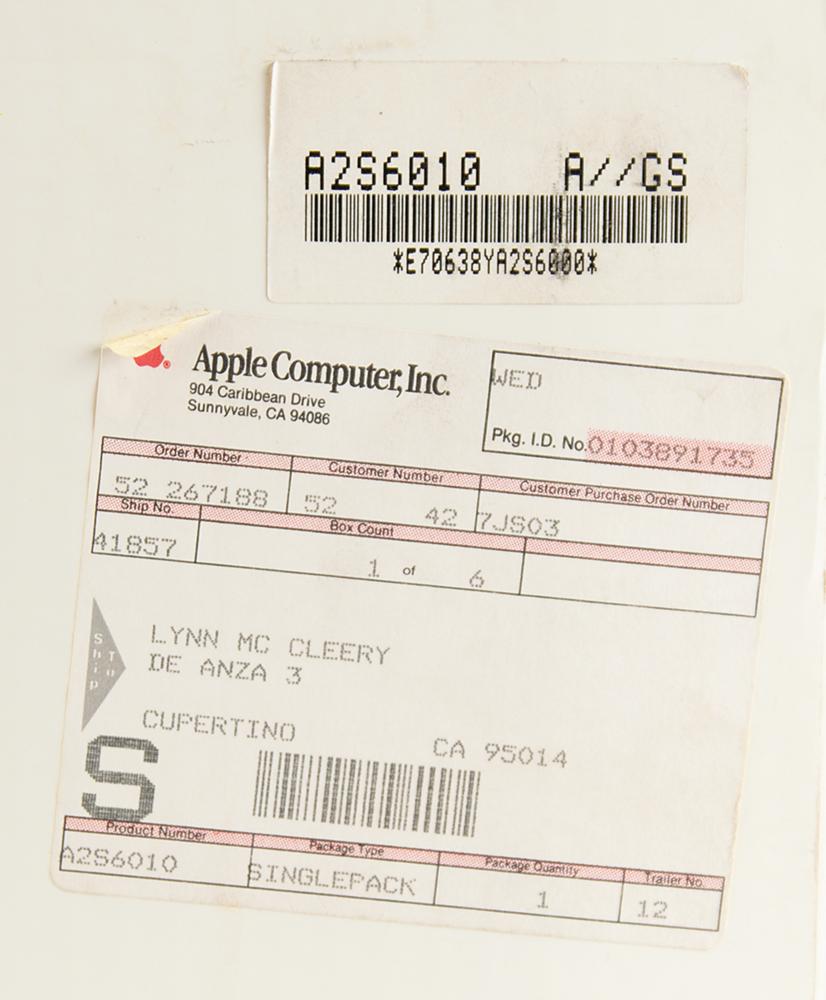 A2S6010 A//GS
*E70638YA2S6000*
Apple Computer, Inc.
904 Caribbean Drive
Sunnyvale, CA 94086
WED
Pkg. I.D. No. 0103891735
Order Number Customer Number Customer Purchase Order Number
52 267188 52 42 7JS03
Ship No. Box Count
41857 1 of 6
Ship To
LYNN MC CLEERY
DE ANZA 3
CUPERTINO CA 95014
S
Product Number Package Type Package Quantity Trailer No.
A2S6010 SINGLEPACK 1 12